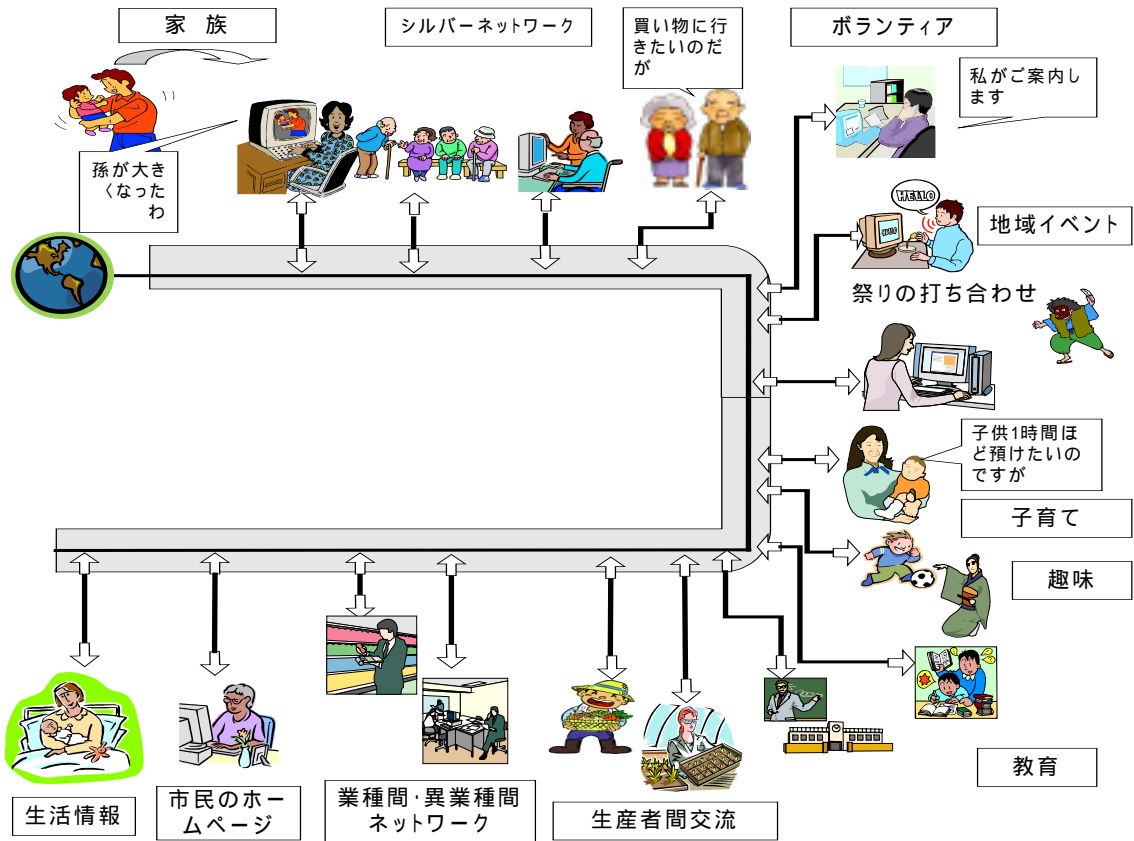 家 族
シルバーネットワーク
買い物に行
きたいのだ
が
ボランティア
私がご案内し
ます
孫が大き
くなった
わ
HELLO
地域イベント
祭りの打ち合わせ
子供1時間ほ
ど預けたいの
ですが
子育て
趣味
教育
生活情報
市民のホー
ムページ
業種間・異業種間
ネットワーク
生産者間交流